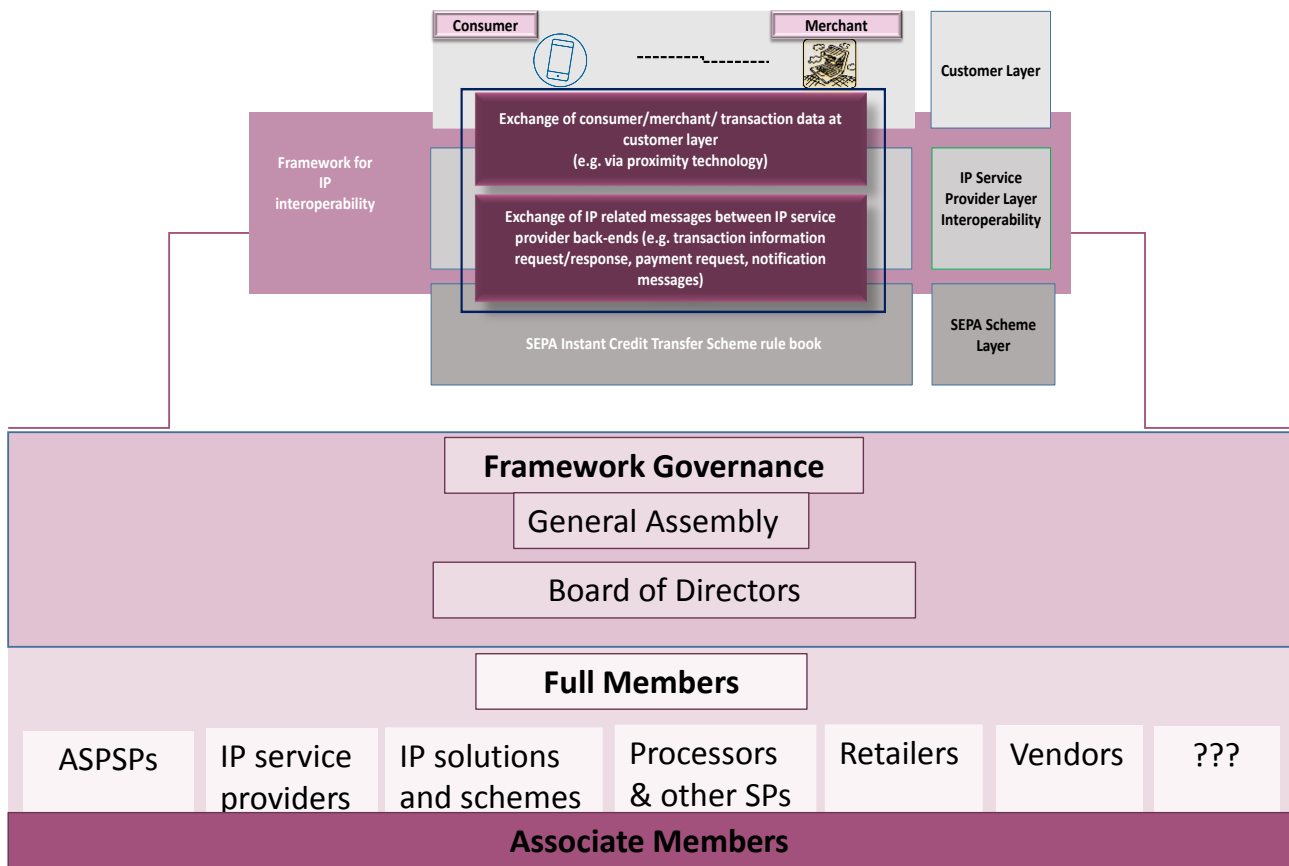 Consumer
Merchant
Customer Layer
Exchange of consumer/merchant/ transaction data at
customer layer
(e.g. via proximity technology)
Framework for
IP
interoperability
IP Service
Provider Layer
Interoperability
Exchange of IP related messages between IP service
provider back-ends (e.g. transaction information
request/response, payment request, notification
messages)
SEPA Instant Credit Transfer Scheme rule book
SEPA Scheme
Layer
Framework Governance
General Assembly
Board of Directors
Full Members
ASPSPs
IP service
providers
IP solutions
and schemes
Processors
& other SPs
Retailers
Vendors
???
Associate Members